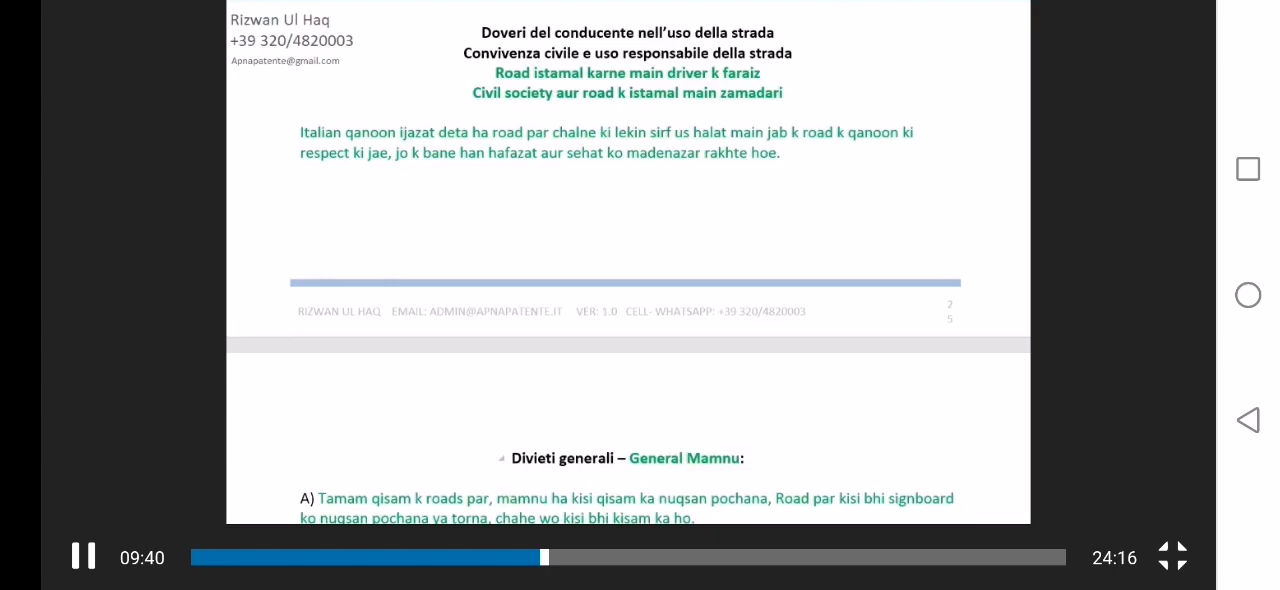 Rizwan Ul Haq
+39 320/4820003
Apnapatente@gmail.com
Doveri del conducente nell'uso della strada
Convivenza civile e uso responsabile della strada
Road istamal karne main driver k faraiz
Civil society aur road k istamal main zamadari
Italian qanoon ijazat deta ha road par chalne ki lekin sirf us halat main jab k road k qanoon ki
respect ki jae, jo k bane han hafazat aur sehat ko madenazar rakhte hoe.
RIZWAN UL HAQ EMAIL: ADMIN@APNAPATENTE.IT VER: 1.0 CELL- WHATSAPP: +39 320/4820003
2
5
Divieti generali – General Mamnu:
A) Tamam qisam k roads par, mamnu ha kisi qisam ka nuqsan pochana, Road par kisi bhi signboard
ko nuqsan pochana ya torna, chahe wo kisi bhi kisam ka ho.
09:40
24:16